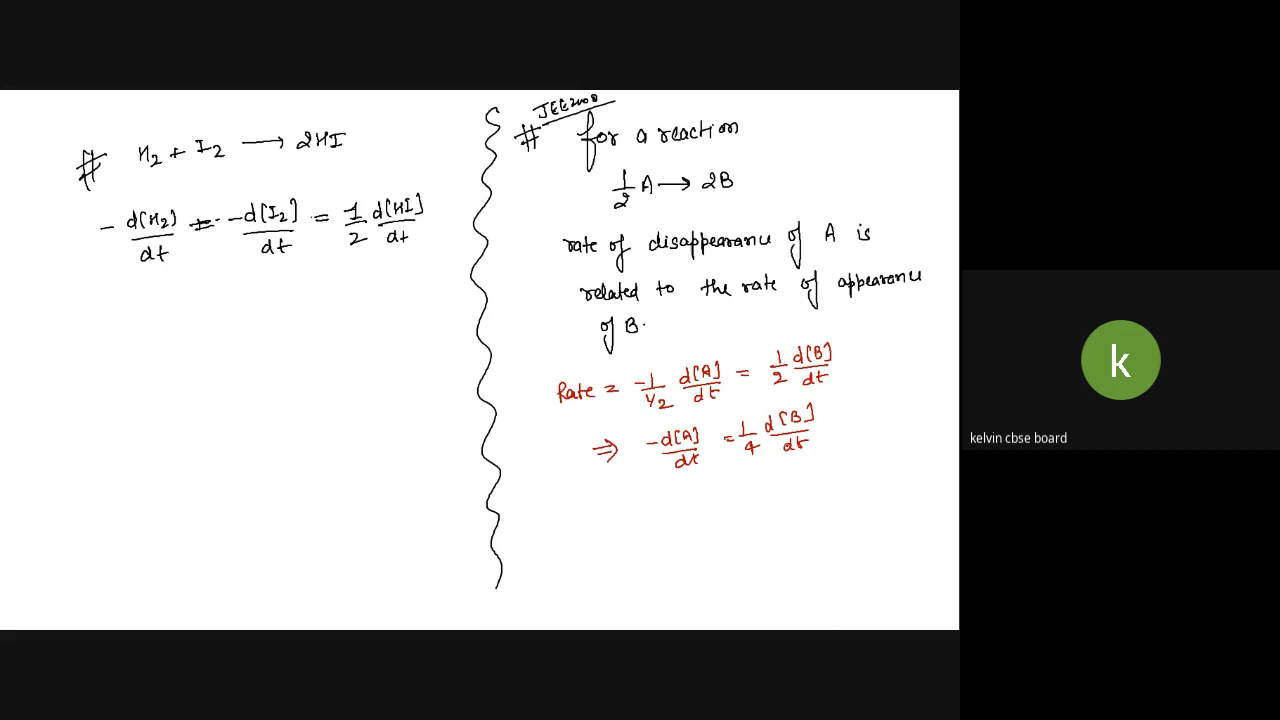 # H₂ + I₂ ⟶ 2HI
- d[H₂]/dt = -d[I₂]/dt = 1/2 d[HI]/dt
JEE 2008
# for a reaction
1/2 A ⟶ 2B
rate of disappearance of A is
related to the rate of appearance
of B.
Rate = -1/(1/2) d[A]/dt = 1/2 d[B]/dt
⇒ -d[A]/dt = 1/4 d[B]/dt
k
kelvin cbse board